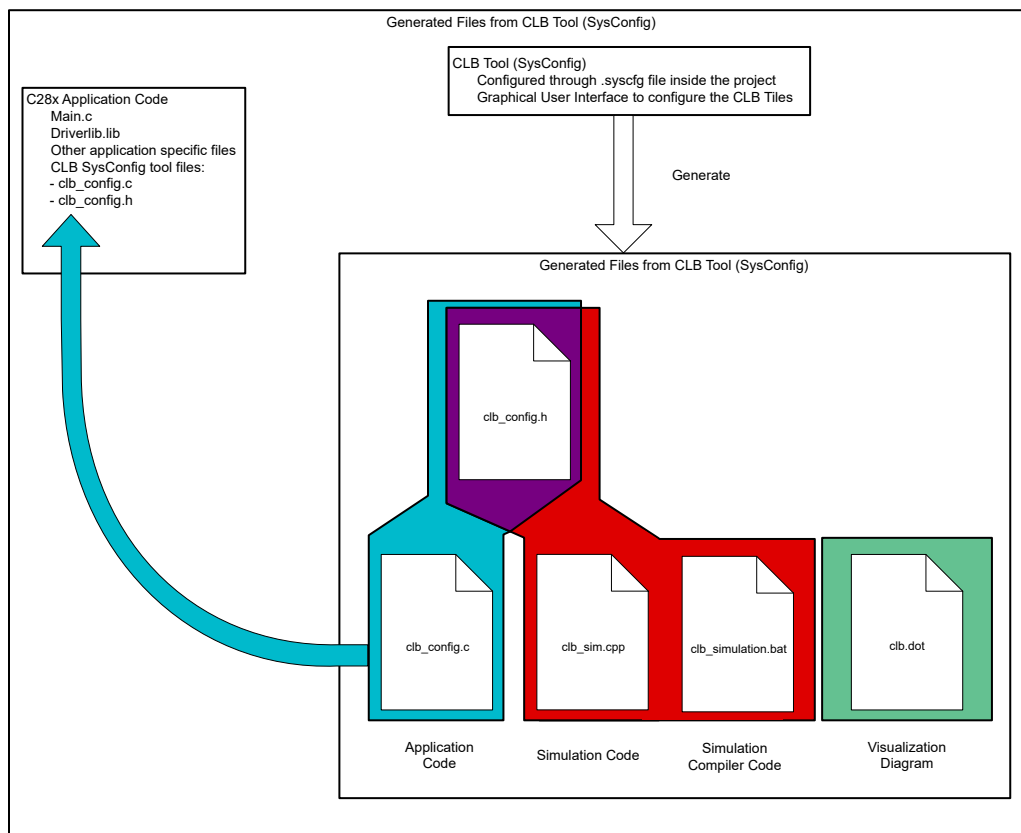 Generated Files from CLB Tool (SysConfig)
CLB Tool (SysConfig)
Configured through .syscfg file inside the project
Graphical User Interface to configure the CLB Tiles
C28x Application Code
Main.c
Driverlib.lib
Other application specific files
CLB SysConfig tool files:
- clb_config.c
- clb_config.h
Generate
Generated Files from CLB Tool (SysConfig)
clb_config.h
clb_config.c
clb_sim.cpp
clb_simulation.bat
clb.dot
Application
Code
Simulation Code
Simulation
Compiler Code
Visualization
Diagram